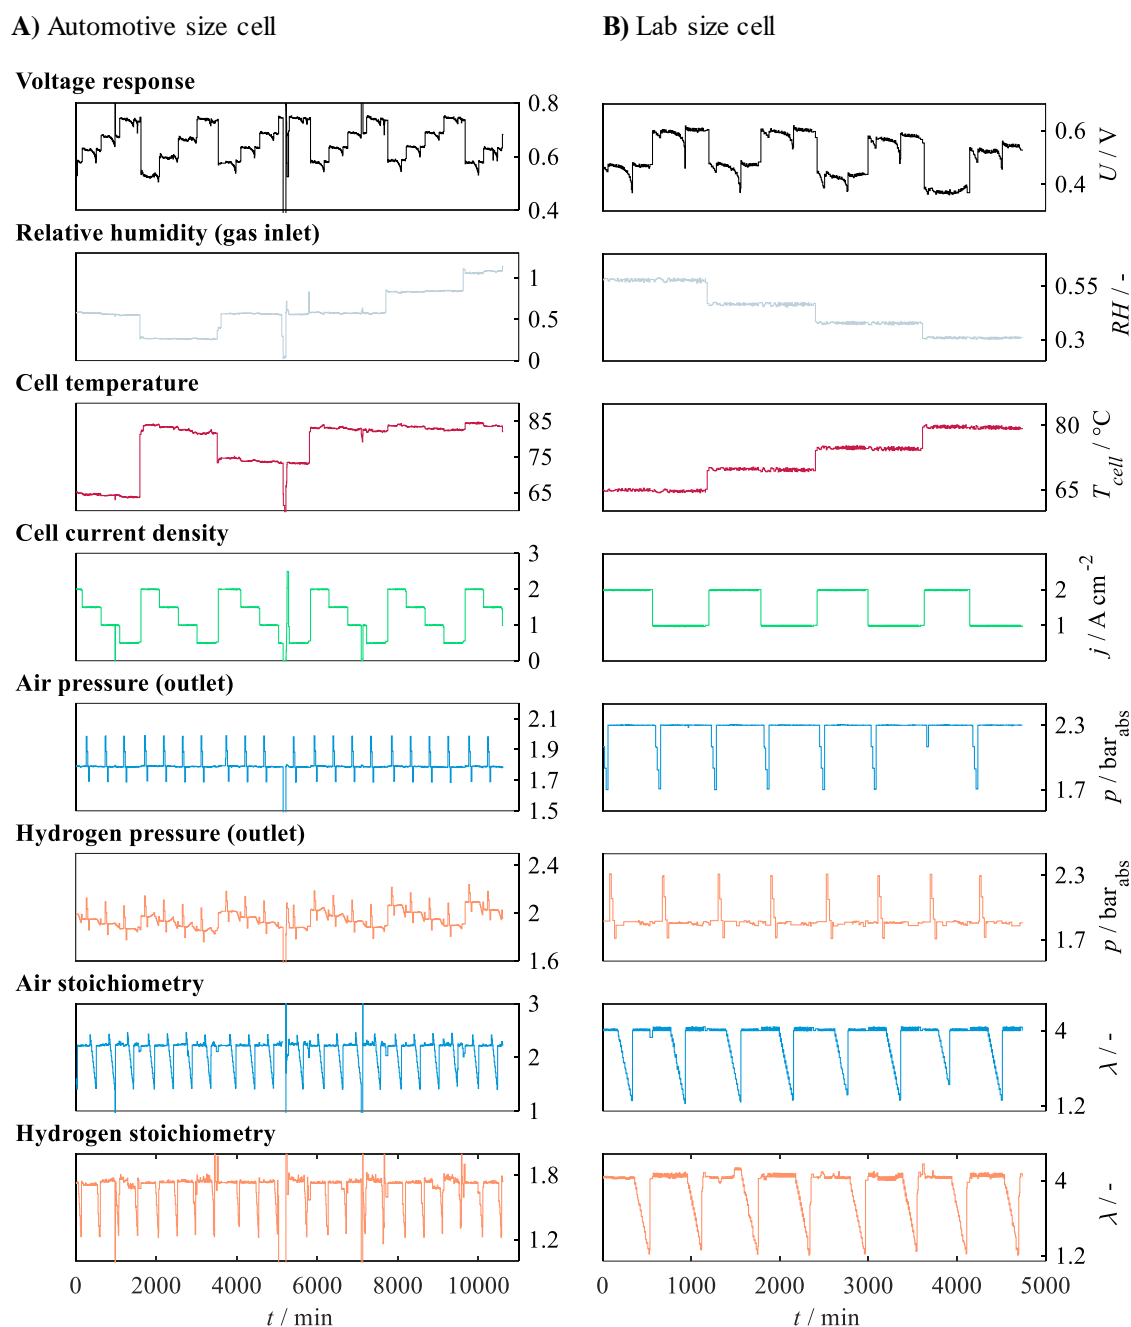 A) Automotive size cell
B) Lab size cell
Voltage response
0.8
0.6
0.4
0.6
0.4
U / V
Relative humidity (gas inlet)
1
0.5
0
0.55
0.3
RH / -
Cell temperature
85
75
65
80
65
Tcell / °C
Cell current density
3
2
1
0
2
1
j / A cm-2
Air pressure (outlet)
2.1
1.9
1.7
1.5
2.3
1.7
p / barabs
Hydrogen pressure (outlet)
2.4
2
1.6
2.3
1.7
p / barabs
Air stoichiometry
3
2
1
4
1.2
λ / -
Hydrogen stoichiometry
1.8
1.2
4
1.2
λ / -
0 2000 4000 6000 8000 10000
0 1000 2000 3000 4000 5000
t / min
t / min